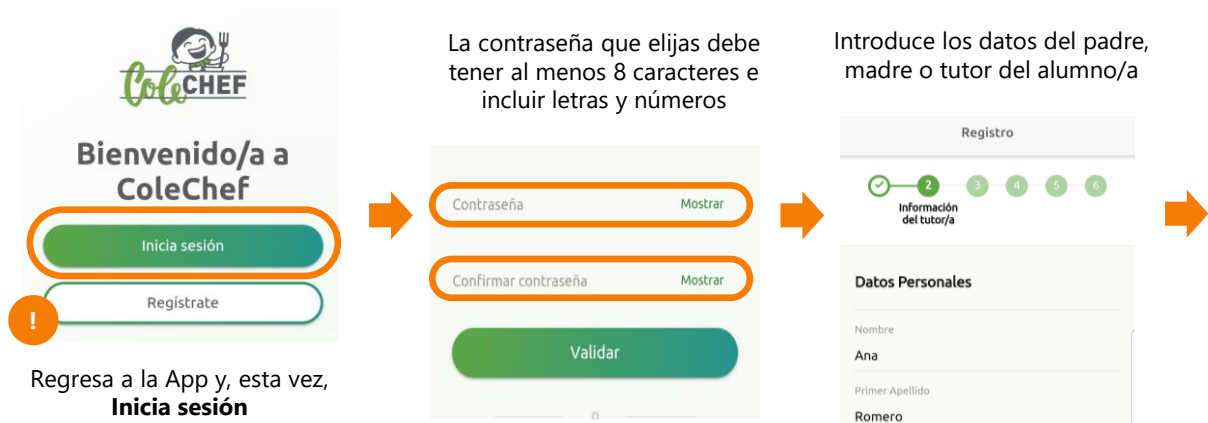 ColeCHEF
Bienvenido/a a
ColeChef
Inicia sesión
Regístrate
!
Regresa a la App y, esta vez,
Inicia sesión
La contraseña que elijas debe
tener al menos 8 caracteres e
incluir letras y números
Contraseña Mostrar
Confirmar contraseña Mostrar
Validar
Introduce los datos del padre,
madre o tutor del alumno/a
Registro
2 3 4 5 6
Información
del tutor/a
Datos Personales
Nombre
Ana
Primer Apellido
Romero